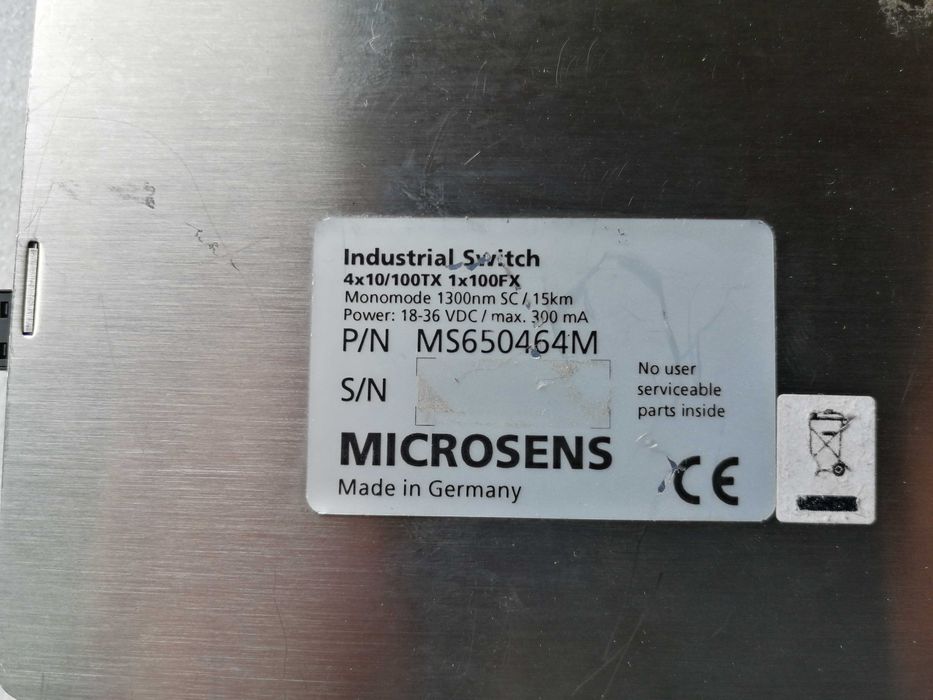 Industrial Switch
4x10/100TX 1x100FX
Monomode 1300nm SC / 15km
Power: 18-36 VDC / max. 300 mA
P/N MS650464M
S/N
No user
serviceable
parts inside
MICROSENS
Made in Germany
CE